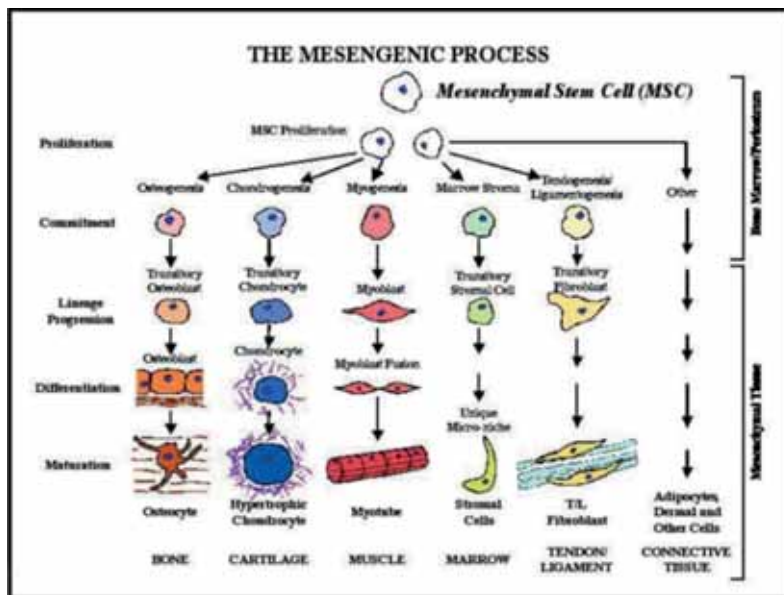 THE MESENGENIC PROCESS
Mesenchymal Stem Cell (MSC)
MSC Proliferation
Proliferation
Osteogenesis
Chondrogenesis
Myogenesis
Marrow Stroma
Tendogenesis/
Ligamentogenesis
Other
Commitment
Transitory
Osteoblast
Transitory
Chondrocyte
Myoblast
Transitory
Stromal Cell
Transitory
Fibroblast
Lineage
Progression
Osteoblast
Chondrocyte
Myoblast Fusion
Differentiation
Unique
Micro-niche
Maturation
Osteocyte
Hypertrophic
Chondrocyte
Myotube
Stromal
Cells
T/L
Fibroblast
Adipocytes,
Dermal and
Other Cells
BONE
CARTILAGE
MUSCLE
MARROW
TENDON/
LIGAMENT
CONNECTIVE
TISSUE
Bone Marrow/Periosteum
Mesenchymal Tissue